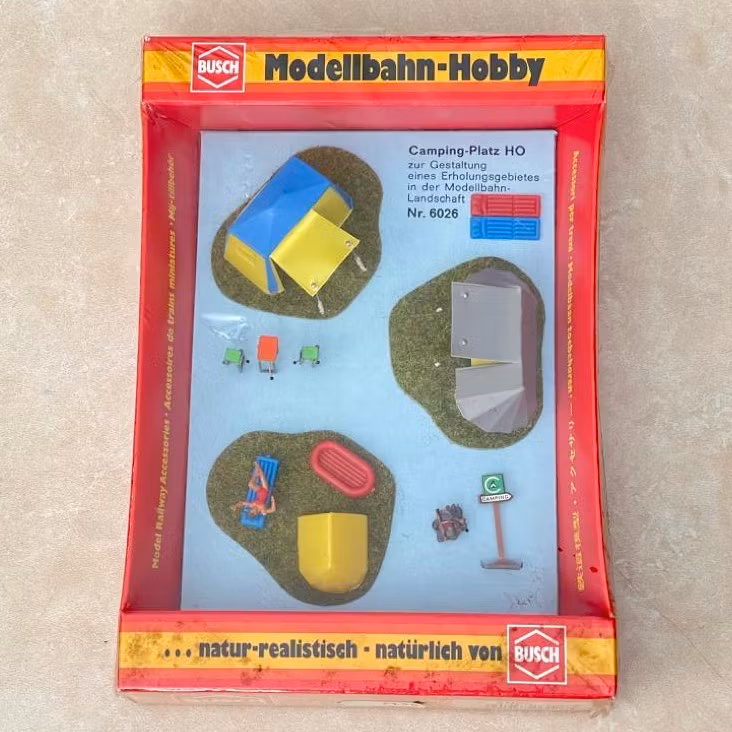 BUSCH
Modellbahn-Hobby
Camping-Platz HO
zur Gestaltung
eines Erholungsgebietes
in der Modellbahn-
Landschaft
Nr. 6026
Model Railway Accessories · Accessoires de trains miniatures ·
CAMPING
... natur-realistisch · natürlich von
BUSCH